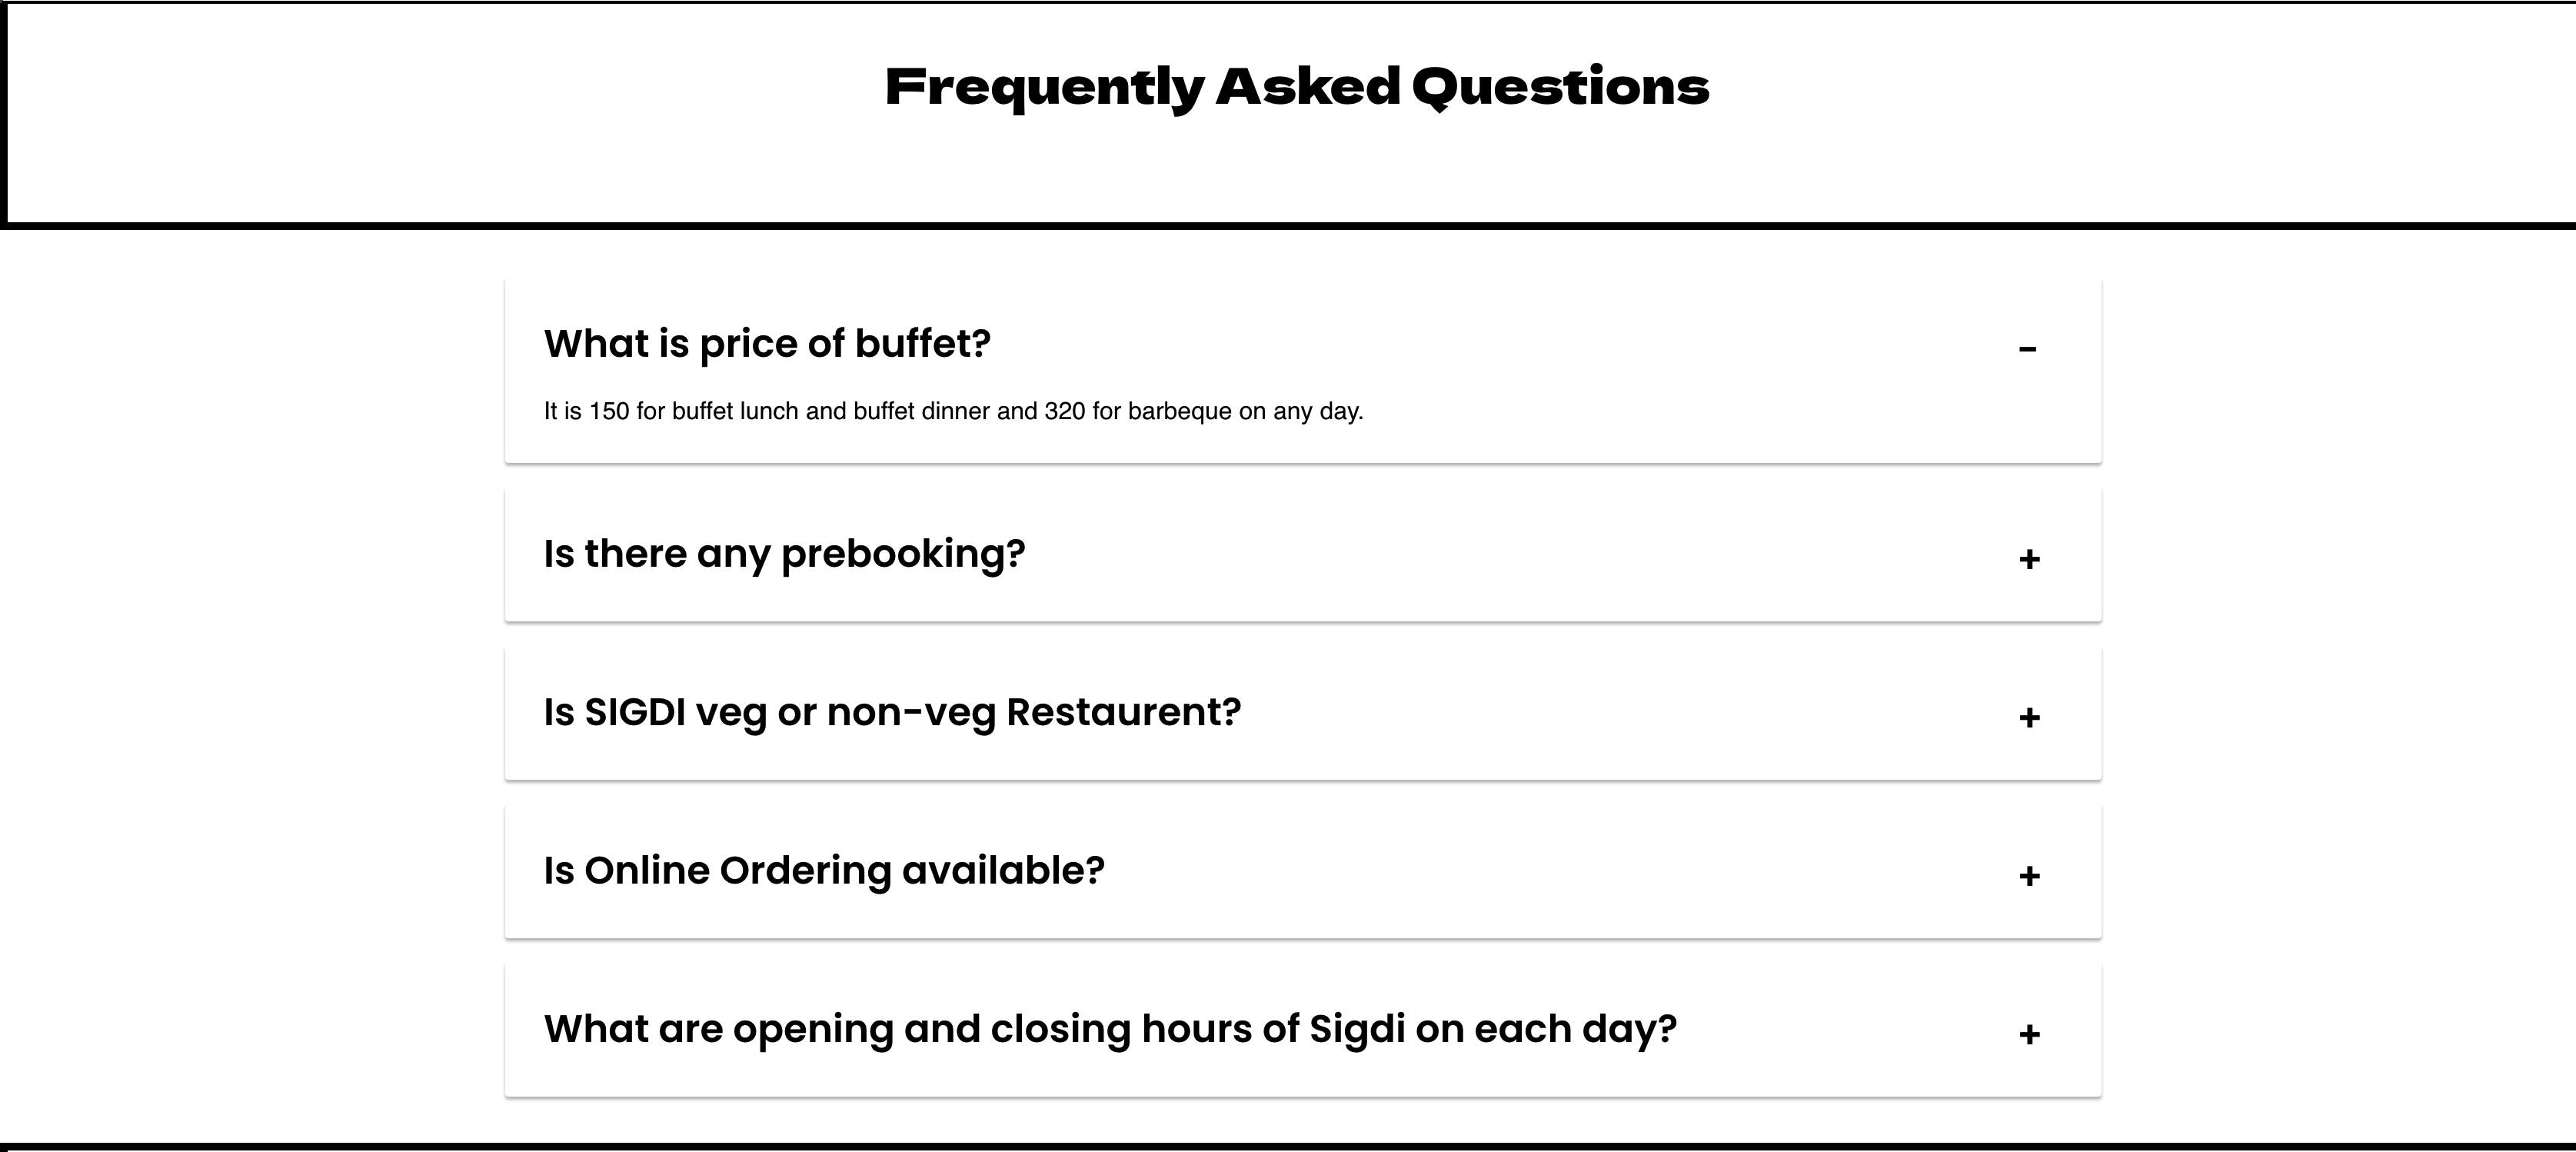 Frequently Asked Questions
What is price of buffet?
–
It is 150 for buffet lunch and buffet dinner and 320 for barbeque on any day.
Is there any prebooking?
+
Is SIGDI veg or non-veg Restaurent?
+
Is Online Ordering available?
+
What are opening and closing hours of Sigdi on each day?
+